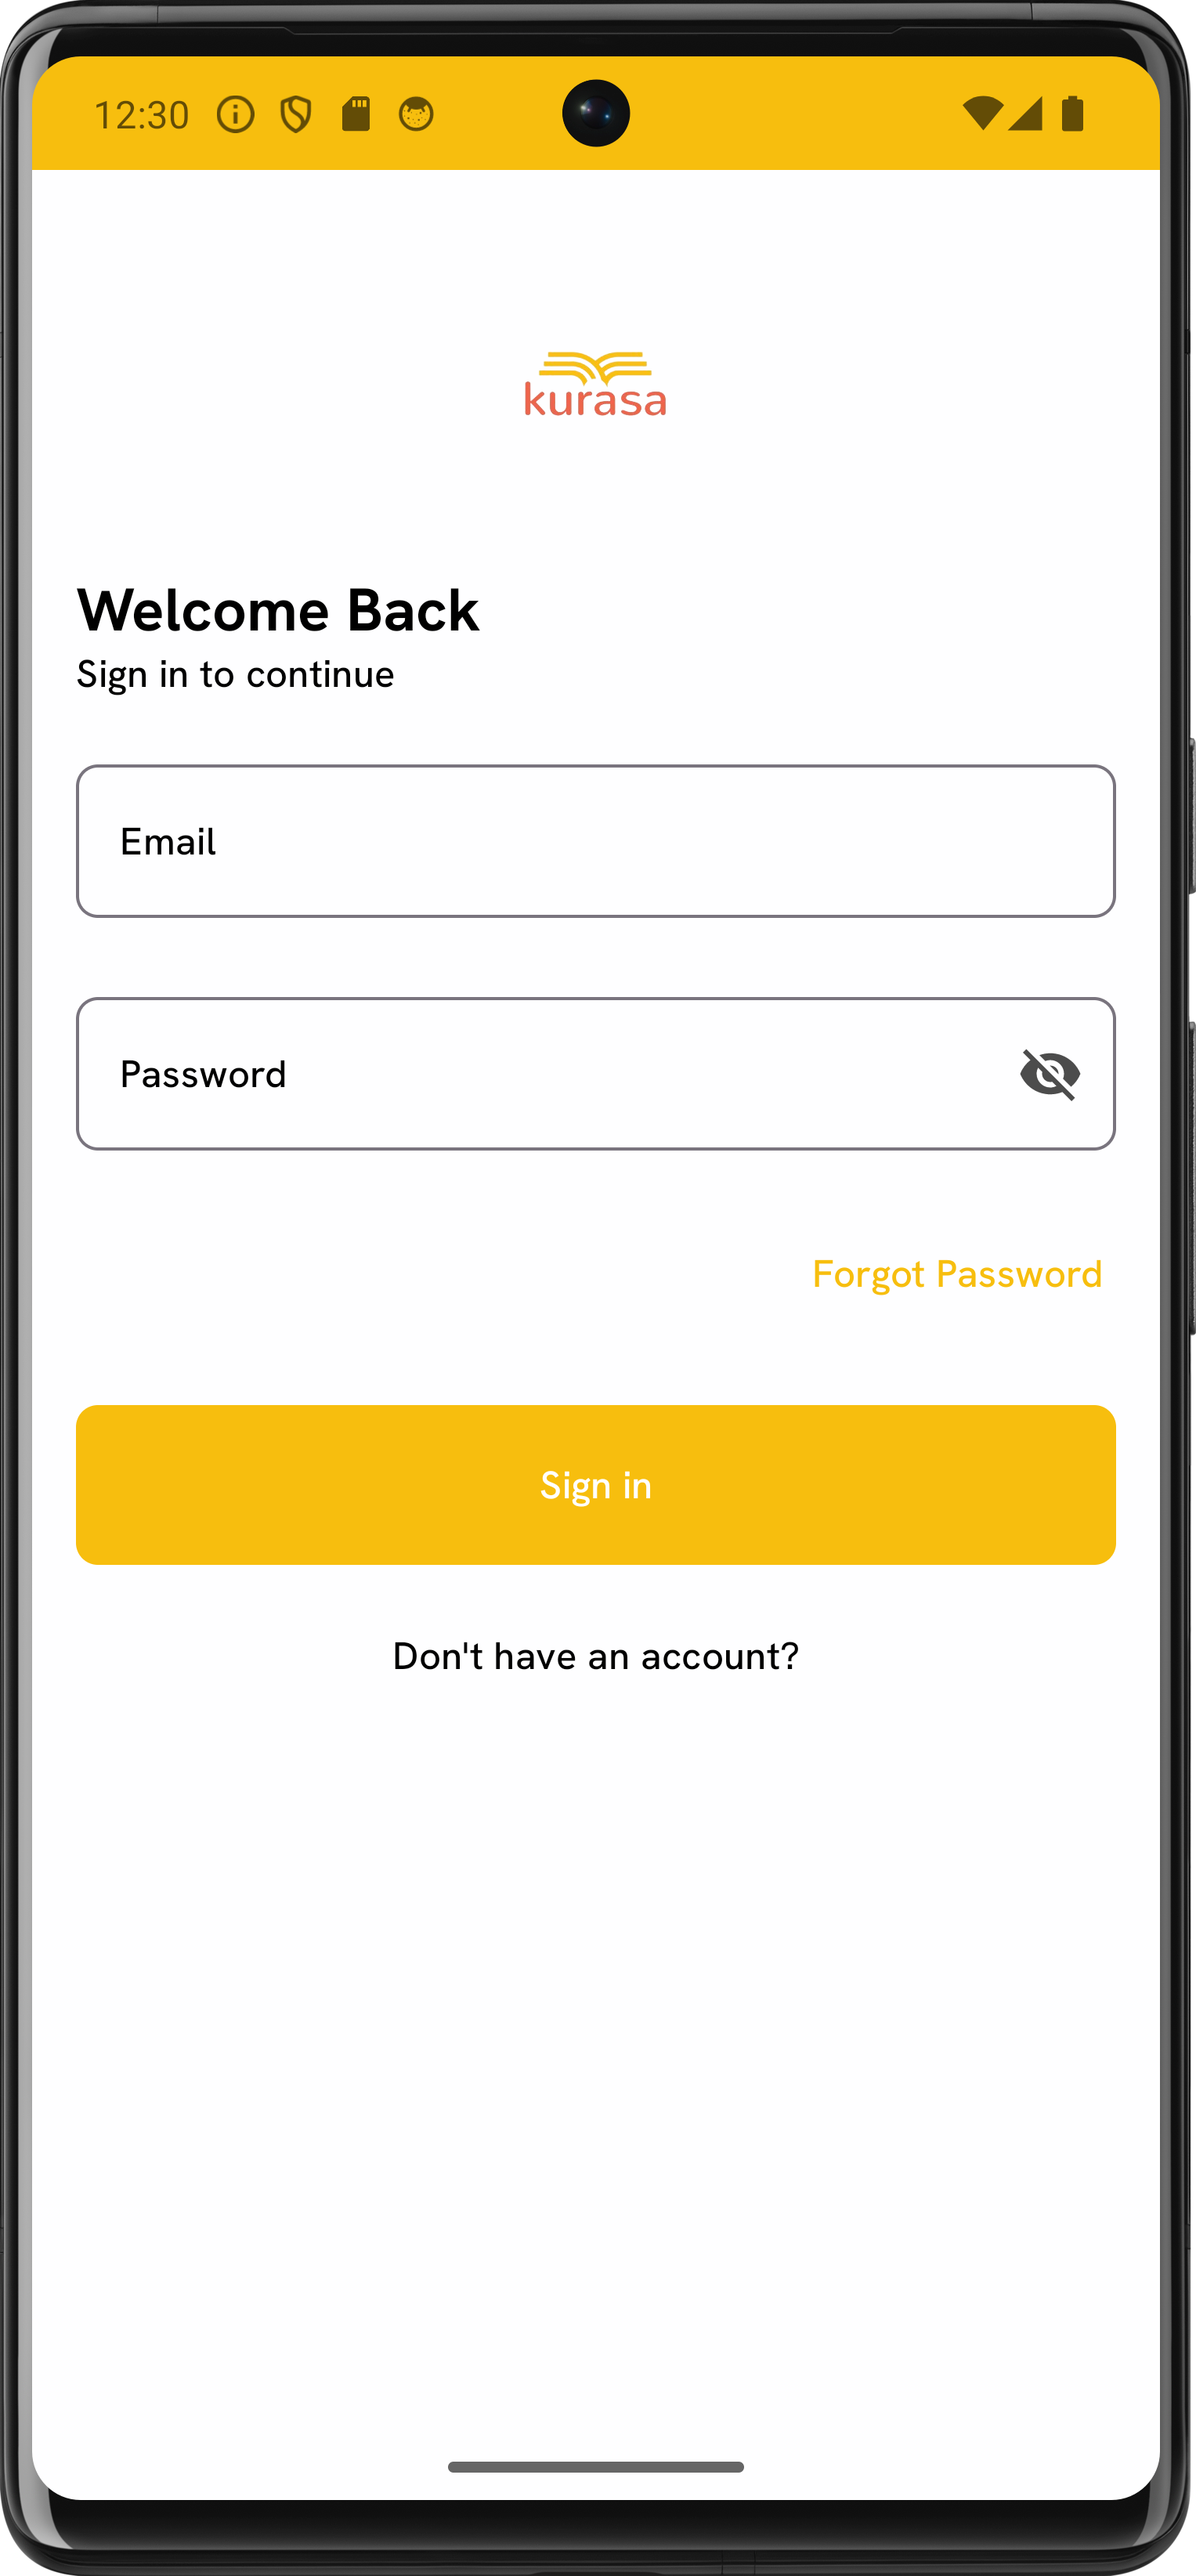 12:30
kurasa
Welcome Back
Sign in to continue
Email
Password
Forgot Password
Sign in
Don't have an account?